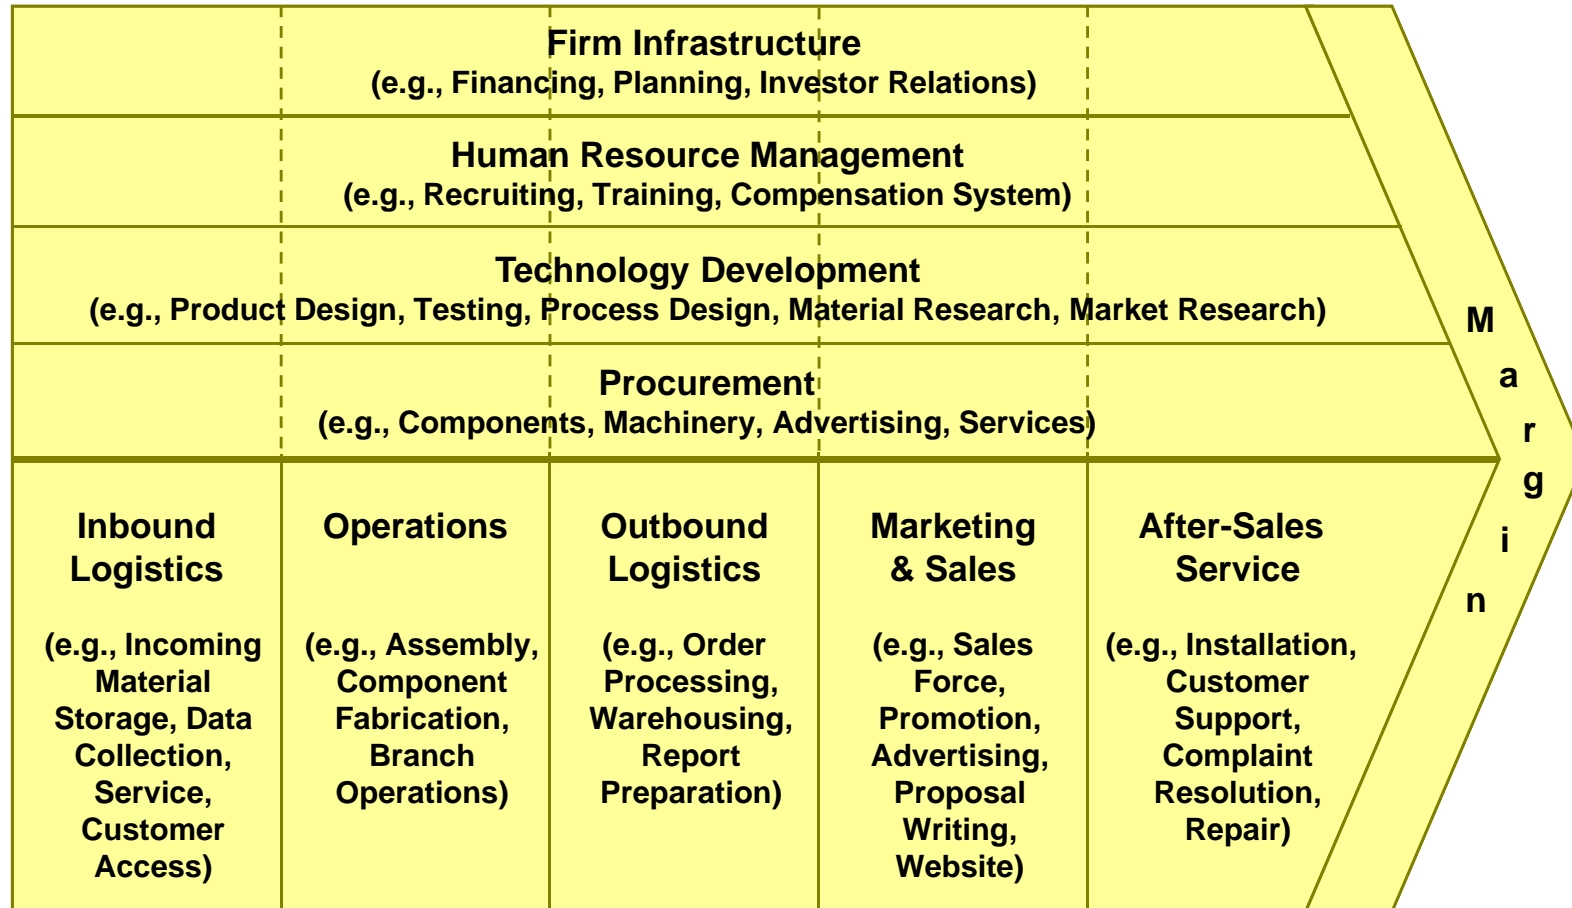 Firm Infrastructure
(e.g., Financing, Planning, Investor Relations)
Human Resource Management
(e.g., Recruiting, Training, Compensation System)
Technology Development
(e.g., Product Design, Testing, Process Design, Material Research, Market Research)
Procurement
(e.g., Components, Machinery, Advertising, Services)
Inbound
Logistics
(e.g., Incoming
Material
Storage, Data
Collection,
Service,
Customer
Access)
Operations
(e.g., Assembly,
Component
Fabrication,
Branch
Operations)
Outbound
Logistics
(e.g., Order
Processing,
Warehousing,
Report
Preparation)
Marketing
& Sales
(e.g., Sales
Force,
Promotion,
Advertising,
Proposal
Writing,
Website)
After-Sales
Service
(e.g., Installation,
Customer
Support,
Complaint
Resolution,
Repair)
Margin